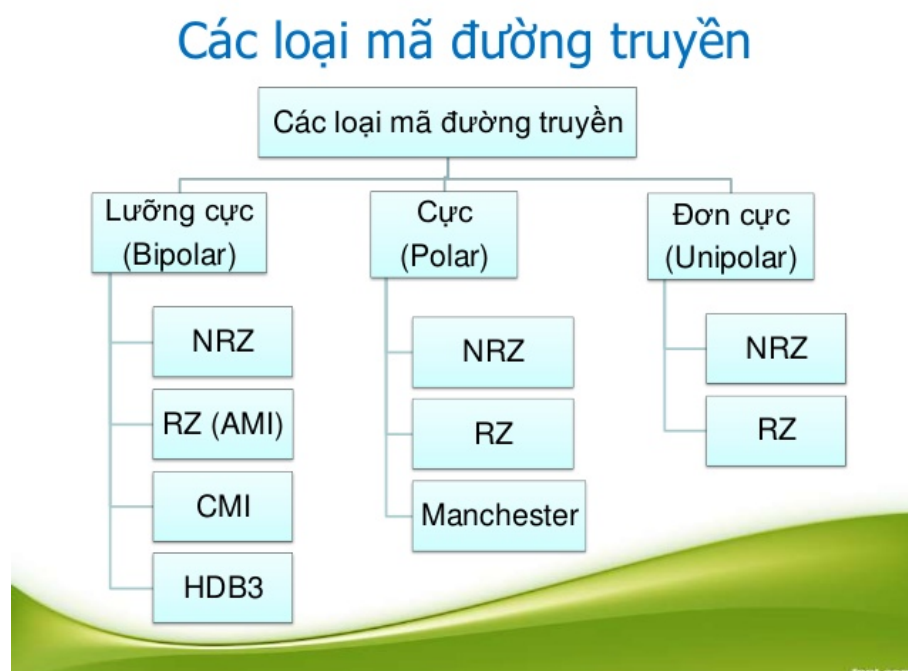 Các loại mã đường truyền
Các loại mã đường truyền
Lưỡng cực
(Bipolar)
NRZ
RZ (AMI)
CMI
HDB3
Cực
(Polar)
NRZ
RZ
Manchester
Đơn cực
(Unipolar)
NRZ
RZ